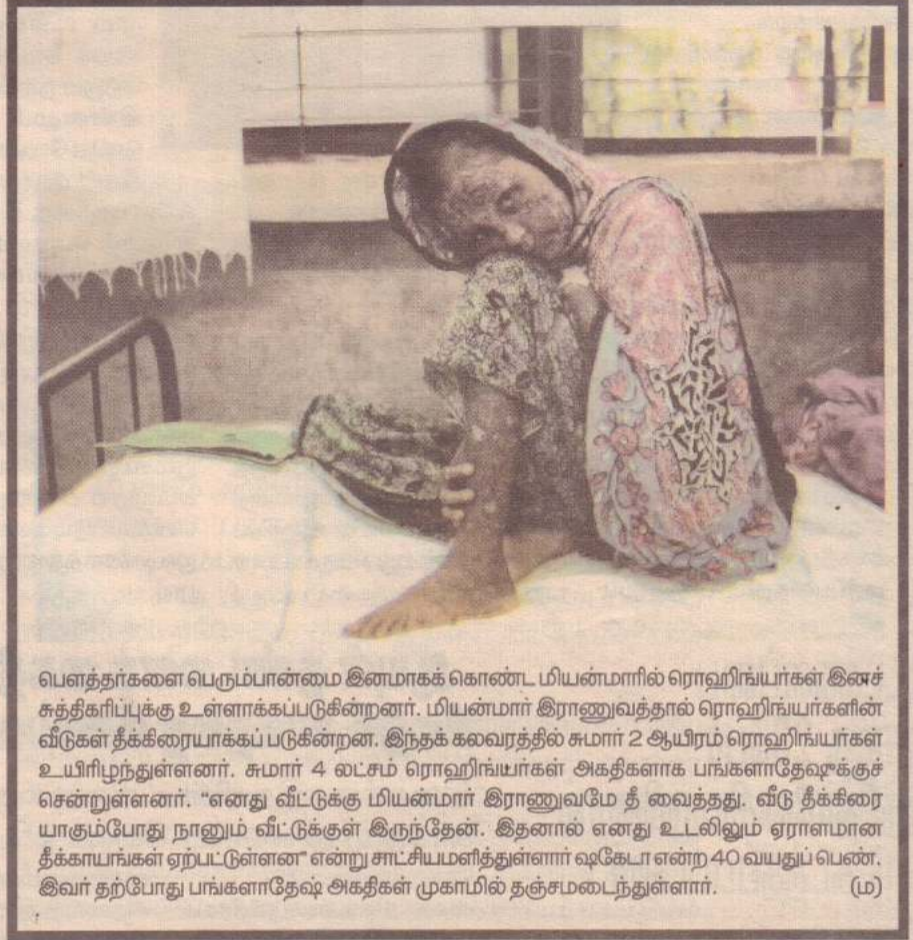 பௌத்தர்களை பெரும்பான்மை இனமாகக் கொண்ட மியன்மாரில் ரொஹிங்யர்கள் இனச்
சுத்திகரிப்புக்கு உள்ளாக்கப்படுகின்றனர். மியன்மார் இராணுவத்தால் ரொஹிங்யர்களின்
வீடுகள் தீக்கிரையாக்கப் படுகின்றன. இந்தக் கலவரத்தில் சுமார் 2 ஆயிரம் ரொஹிங்யர்கள்
உயிரிழந்துள்ளனர். சுமார் 4 லட்சம் ரொஹிங்யர்கள் அகதிகளாக பங்களாதேஷுக்குச்
சென்றுள்ளனர். “எனது வீட்டுக்கு மியன்மார் இராணுவமே தீ வைத்தது. வீடு தீக்கிரை
யாகும்போது நானும் வீட்டுக்குள் இருந்தேன். இதனால் எனது உடலிலும் ஏராளமான
தீக்காயங்கள் ஏற்பட்டுள்ளன” என்று சாட்சியமளித்துள்ளார் ஷகேடா என்ற 40 வயதுப் பெண்.
இவர் தற்போது பங்களாதேஷ் அகதிகள் முகாமில் தஞ்சமடைந்துள்ளார். (ம)